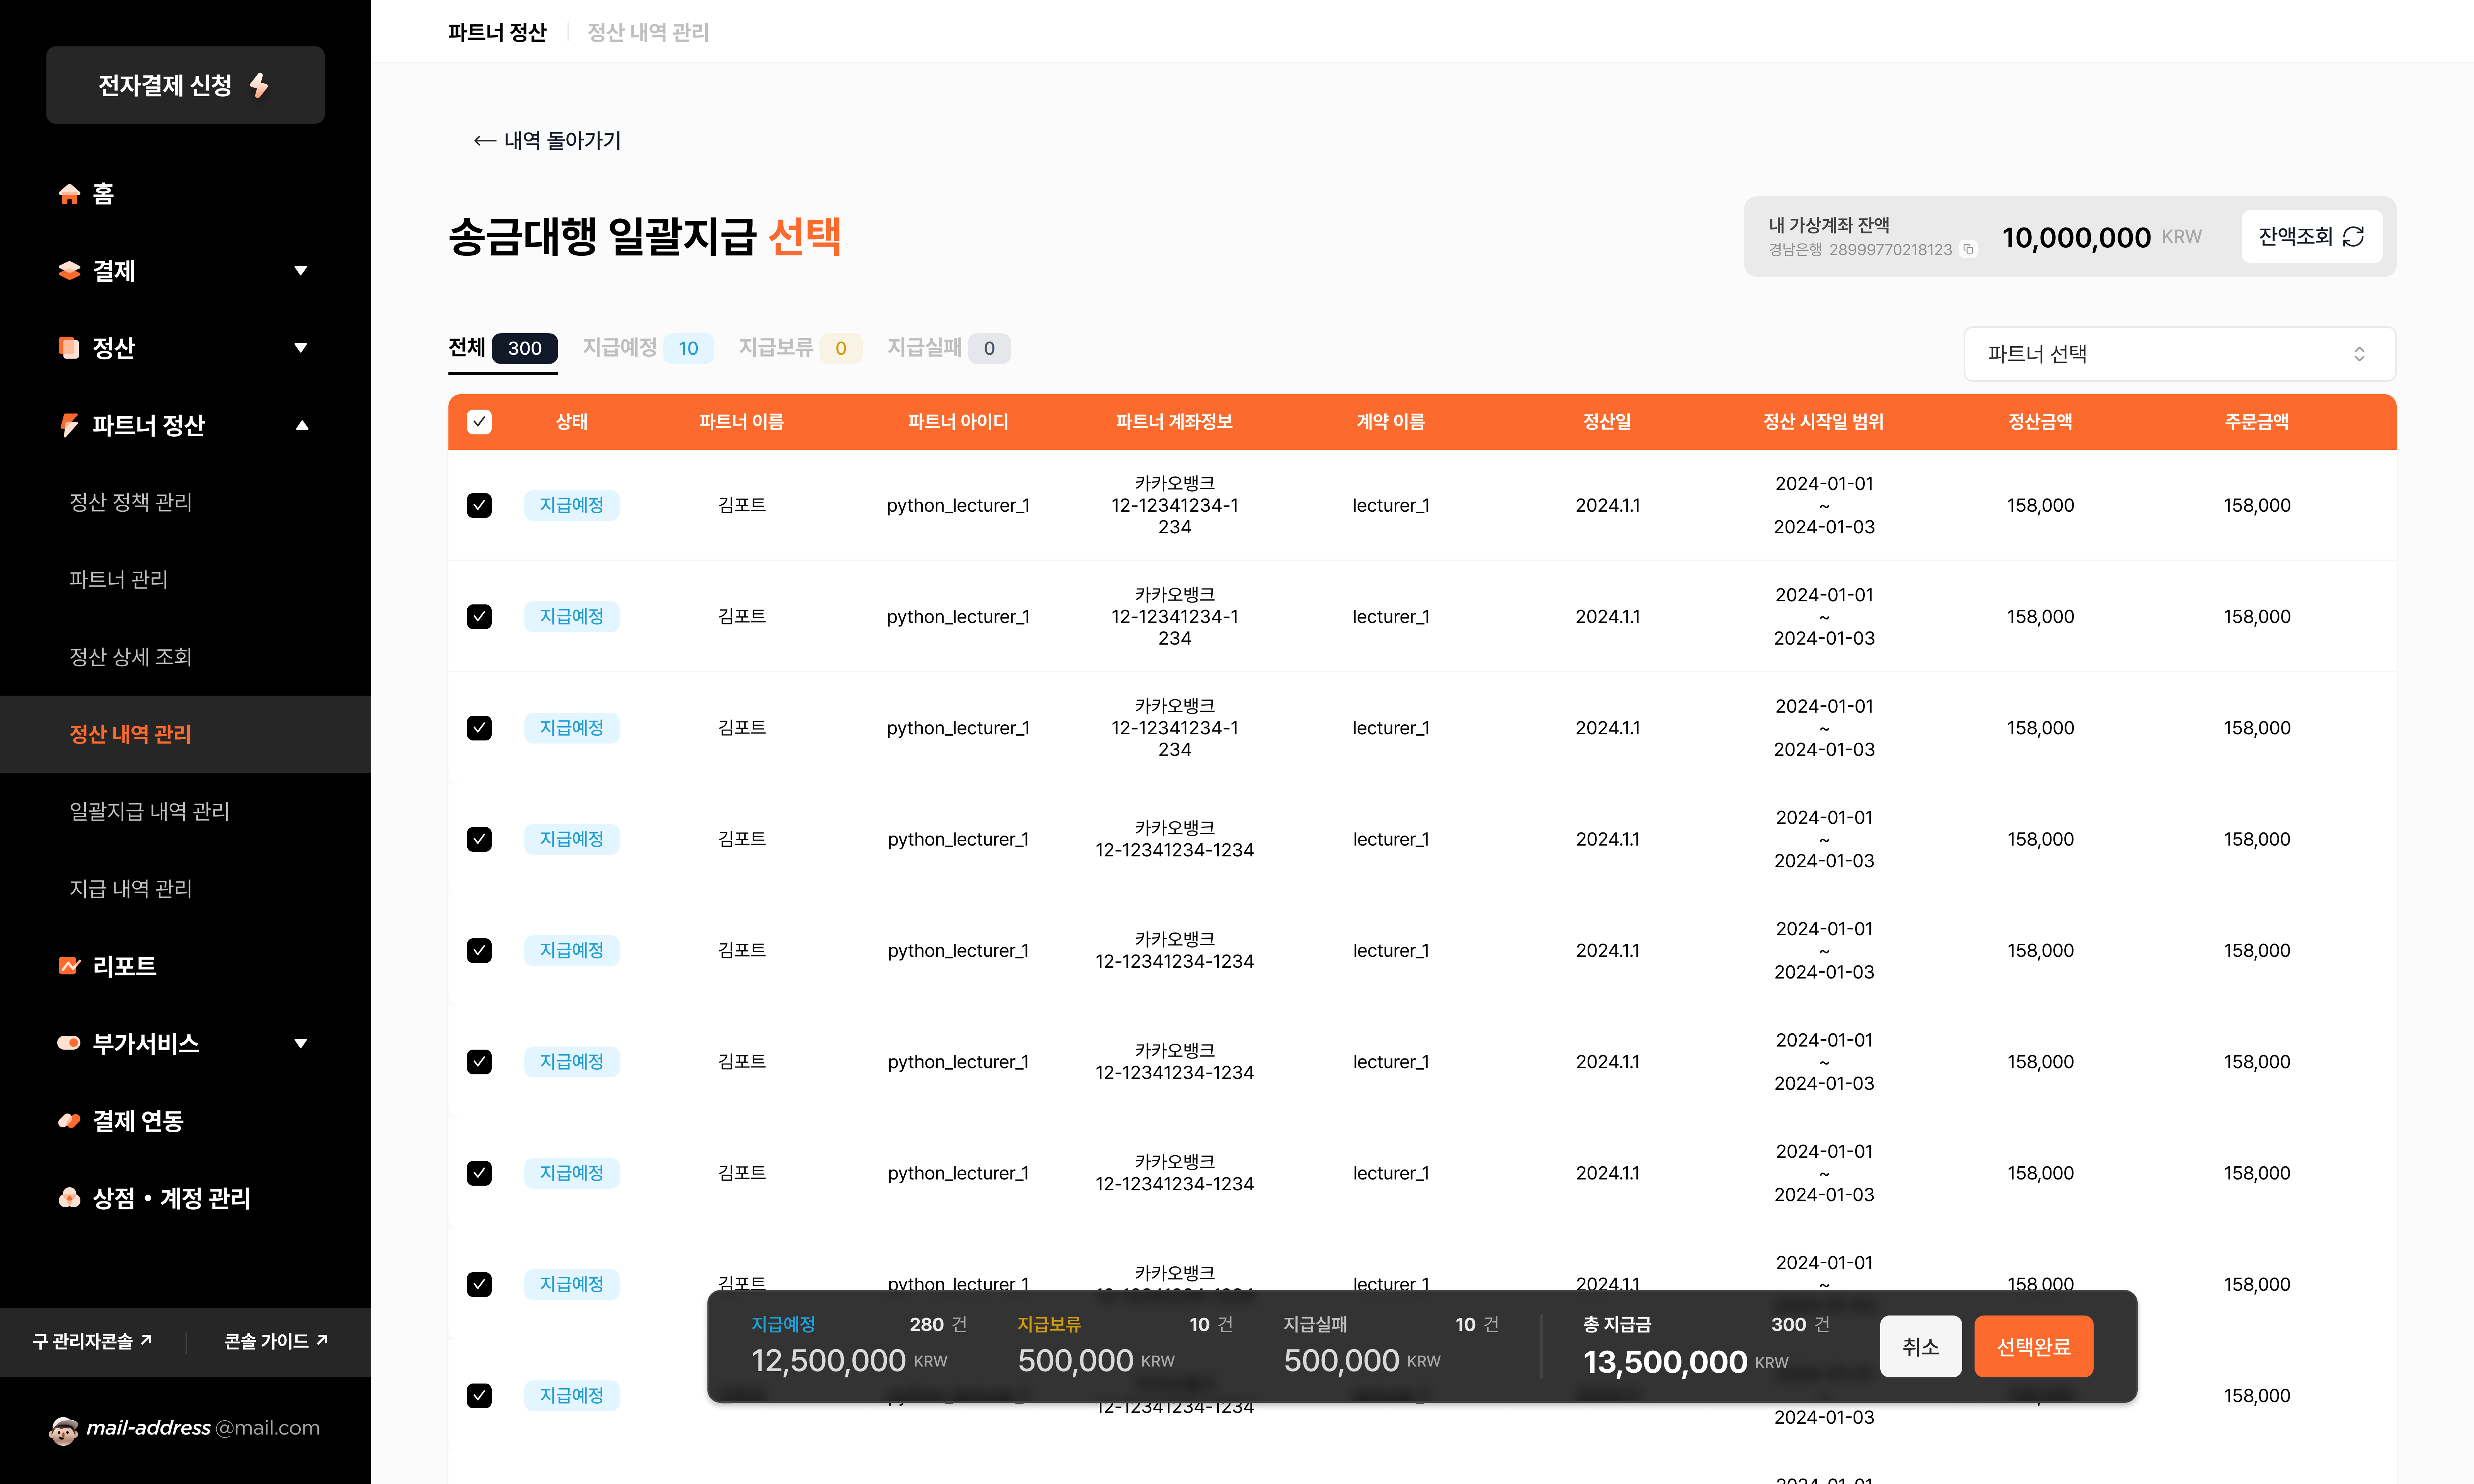 전자결제 신청
홈
결제
정산
파트너 정산
정산 정책 관리
파트너 관리
정산 상세 조회
정산 내역 관리
일괄지급 내역 관리
지급 내역 관리
리포트
부가서비스
결제 연동
상점 • 계정 관리
구 관리자콘솔
콘솔 가이드
mail-address @mail.com
파트너 정산
정산 내역 관리
← 내역 돌아가기
송금대행 일괄지급 선택
내 가상계좌 잔액
경남은행 28999770218123
10,000,000 KRW
잔액조회
전체 300
지급예정 10
지급보류 0
지급실패 0
파트너 선택
상태 파트너 이름 파트너 아이디 파트너 계좌정보 계약 이름 정산일 정산 시작일 범위 정산금액 주문금액
지급예정 김포트 python_lecturer_1 카카오뱅크 12-12341234-1 234 lecturer_1 2024.1.1 2024-01-01 ~ 2024-01-03 158,000 158,000
지급예정 김포트 python_lecturer_1 카카오뱅크 12-12341234-1 234 lecturer_1 2024.1.1 2024-01-01 ~ 2024-01-03 158,000 158,000
지급예정 김포트 python_lecturer_1 카카오뱅크 12-12341234-1 234 lecturer_1 2024.1.1 2024-01-01 ~ 2024-01-03 158,000 158,000
지급예정 김포트 python_lecturer_1 카카오뱅크 12-12341234-1234 lecturer_1 2024.1.1 2024-01-01 ~ 2024-01-03 158,000 158,000
지급예정 김포트 python_lecturer_1 카카오뱅크 12-12341234-1234 lecturer_1 2024.1.1 2024-01-01 ~ 2024-01-03 158,000 158,000
지급예정 김포트 python_lecturer_1 카카오뱅크 12-12341234-1234 lecturer_1 2024.1.1 2024-01-01 ~ 2024-01-03 158,000 158,000
지급예정 김포트 python_lecturer_1 카카오뱅크 12-12341234-1234 lecturer_1 2024.1.1 2024-01-01 ~ 2024-01-03 158,000 158,000
지급예정 김포트 python_lecturer_1 카카오뱅크 lecturer_1 2024.1.1 2024-01-01 ~ 158,000 158,000
지급예정 12-12341234-1234 2024-01-03 158,000
지급예정 280 건
12,500,000 KRW
지급보류 10 건
500,000 KRW
지급실패 10 건
500,000 KRW
총 지급금 300 건
13,500,000 KRW
취소
선택완료